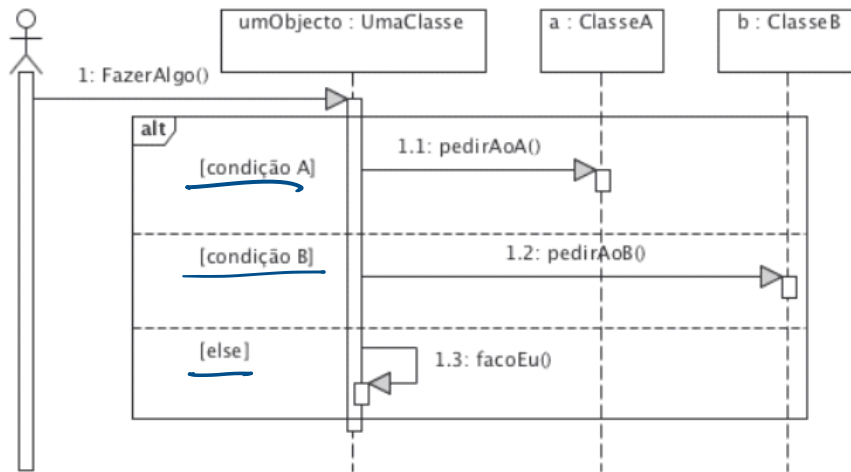 umObjecto : UmaClasse
a : ClasseA
b : ClasseB
1: FazerAlgo()
alt
[condição A]
1.1: pedirAoA()
[condição B]
1.2: pedirAoB()
[else]
1.3: facoEu()